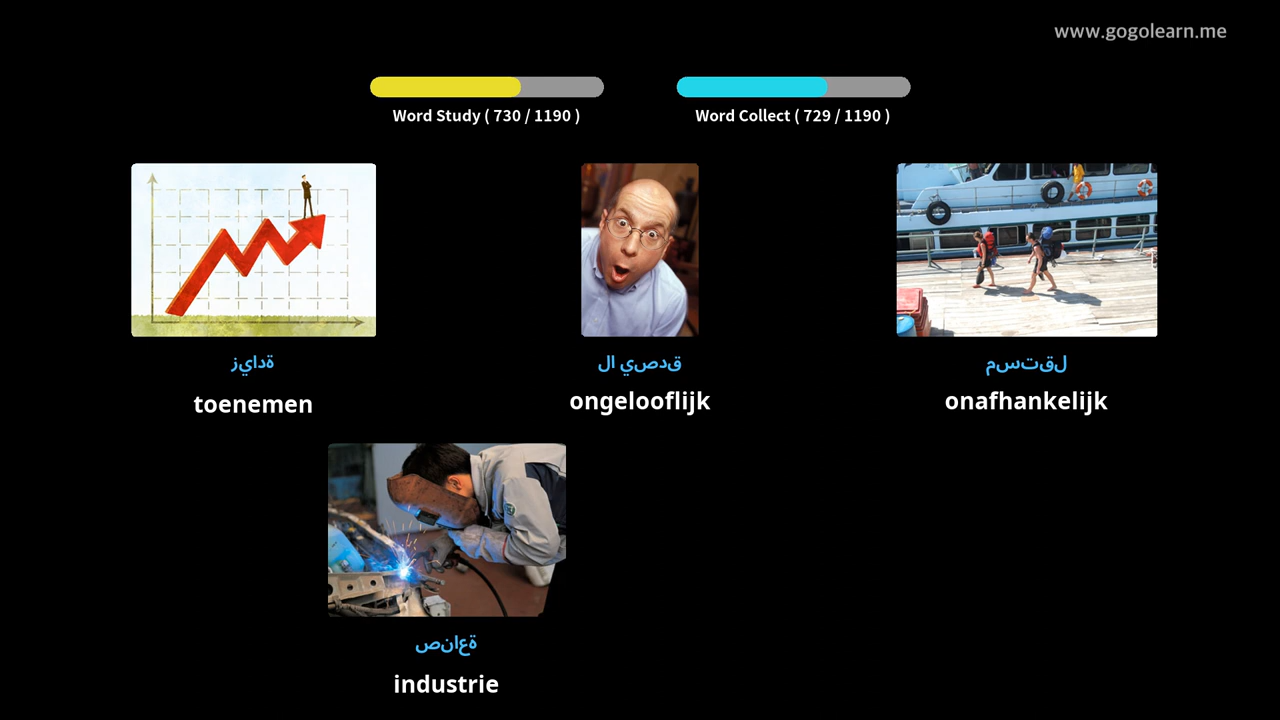 www.gogolearn.me
Word Study ( 730 / 1190 )
Word Collect ( 729 / 1190 )
ةدايز
toenemen
قدصي ال
ongelooflijk
لقتسم
onafhankelijk
ةعانص
industrie